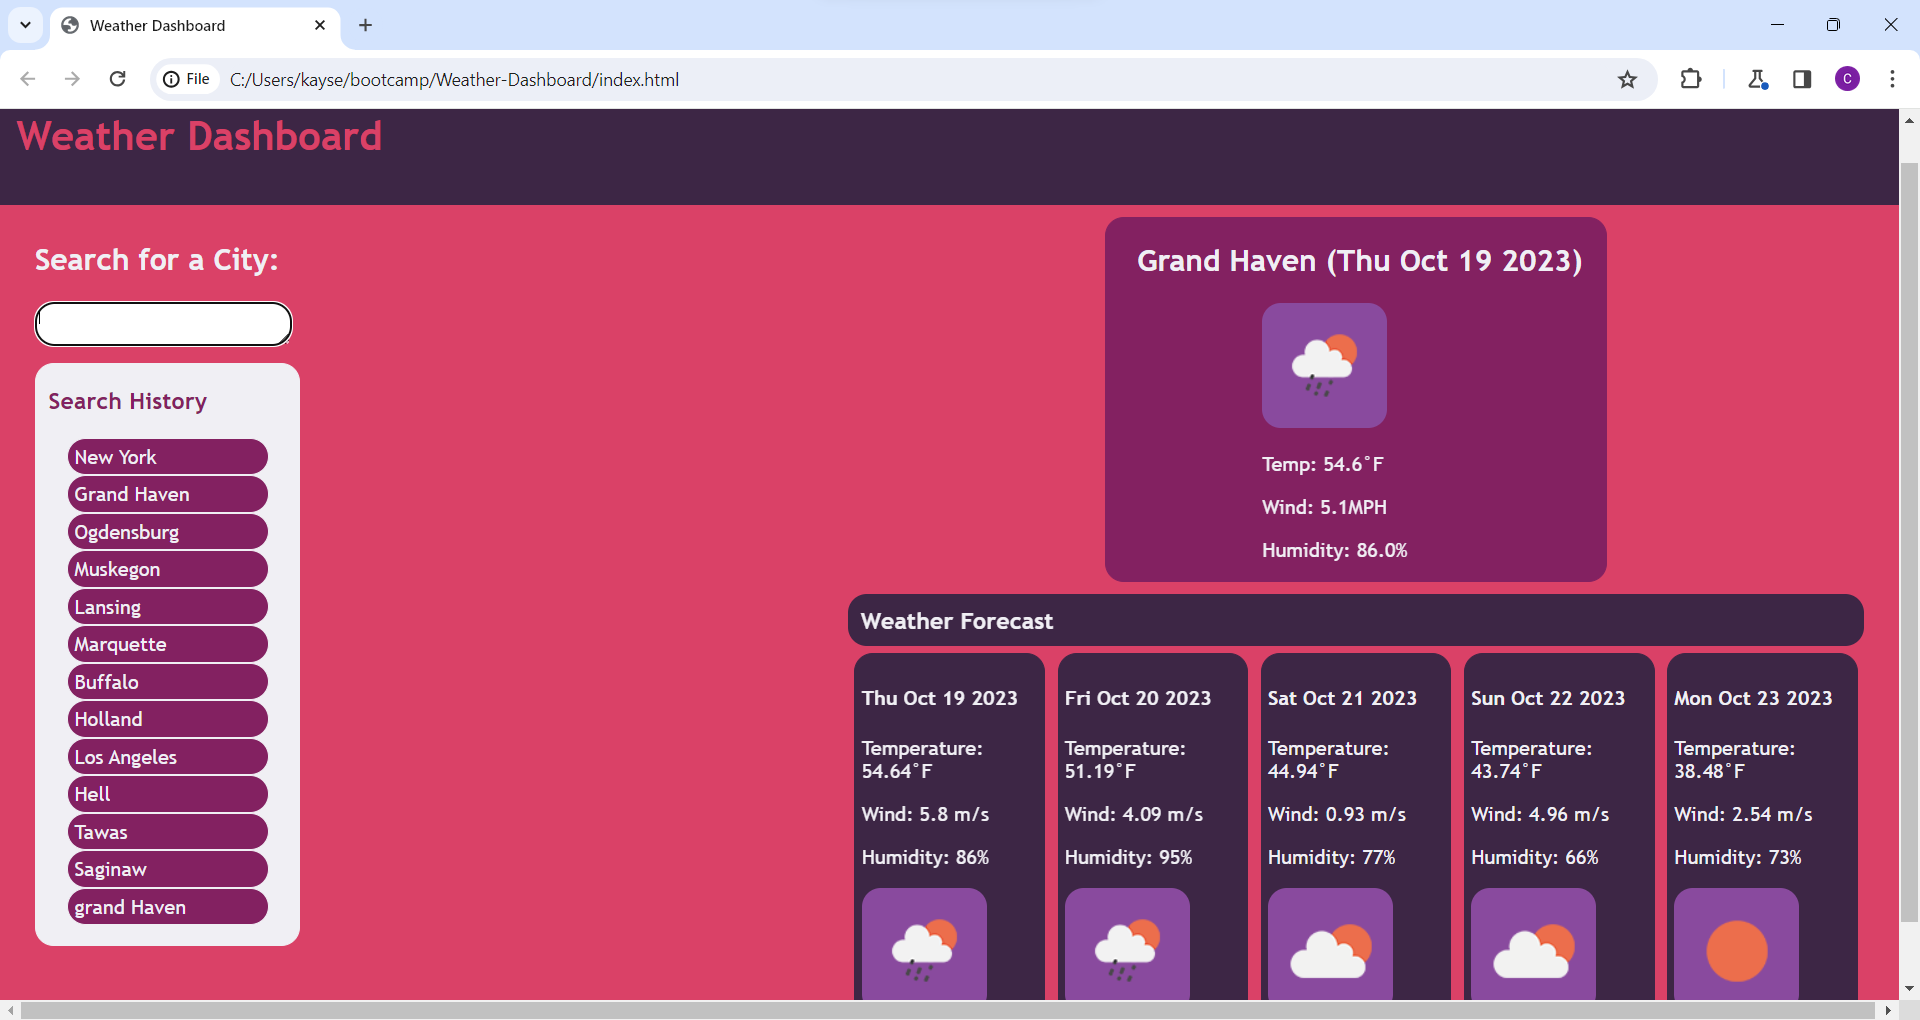 Weather Dashboard
File
C:/Users/kayse/bootcamp/Weather-Dashboard/index.html
C
Weather Dashboard
Search for a City:
Search History
New York
Grand Haven
Ogdensburg
Muskegon
Lansing
Marquette
Buffalo
Holland
Los Angeles
Hell
Tawas
Saginaw
grand Haven
Grand Haven (Thu Oct 19 2023)
Temp: 54.6°F
Wind: 5.1MPH
Humidity: 86.0%
Weather Forecast
Thu Oct 19 2023
Temperature:
54.64°F
Wind: 5.8 m/s
Humidity: 86%
Fri Oct 20 2023
Temperature:
51.19°F
Wind: 4.09 m/s
Humidity: 95%
Sat Oct 21 2023
Temperature:
44.94°F
Wind: 0.93 m/s
Humidity: 77%
Sun Oct 22 2023
Temperature:
43.74°F
Wind: 4.96 m/s
Humidity: 66%
Mon Oct 23 2023
Temperature:
38.48°F
Wind: 2.54 m/s
Humidity: 73%